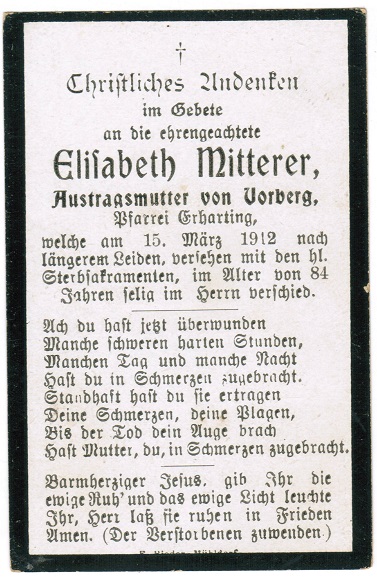 †
Christliches Andenken
im Gebete
an die ehrengeachtete
Elisabeth Mitterer,
Austragsmutter von Vorberg,
Pfarrei Erharting,
welche am 15. März 1912 nach
längerem Leiden, versehen mit den hl.
Sterbsakramenten, im Alter von 84
Jahren selig im Herrn verschied.
Ach du hast jetzt überwunden
Manche schweren harten Stunden,
Manchen Tag und manche Nacht
Hast du in Schmerzen zugebracht.
Standhaft hast du sie ertragen
Deine Schmerzen, deine Plagen,
Bis der Tod dein Auge brach
Hast Mutter, du, in Schmerzen zugebracht.
Barmherziger Jesus, gib Ihr die
ewige Ruh' und das ewige Licht leuchte
Ihr, Herr laß sie ruhen in Frieden
Amen. (Der Verstorbenen zuwenden.)